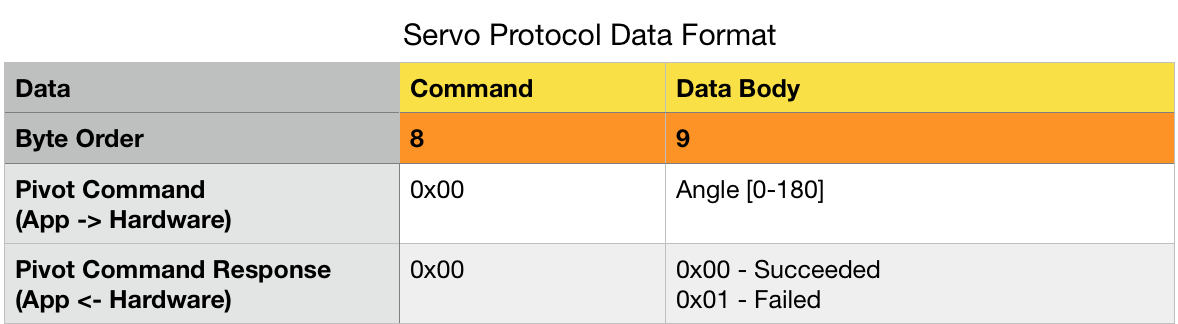 Servo Protocol Data Format
Data Command Data Body
Byte Order 8 9
Pivot Command 0x00 Angle [0-180]
(App -> Hardware)
Pivot Command Response 0x00 0x00 - Succeeded
(App <- Hardware) 0x01 - Failed